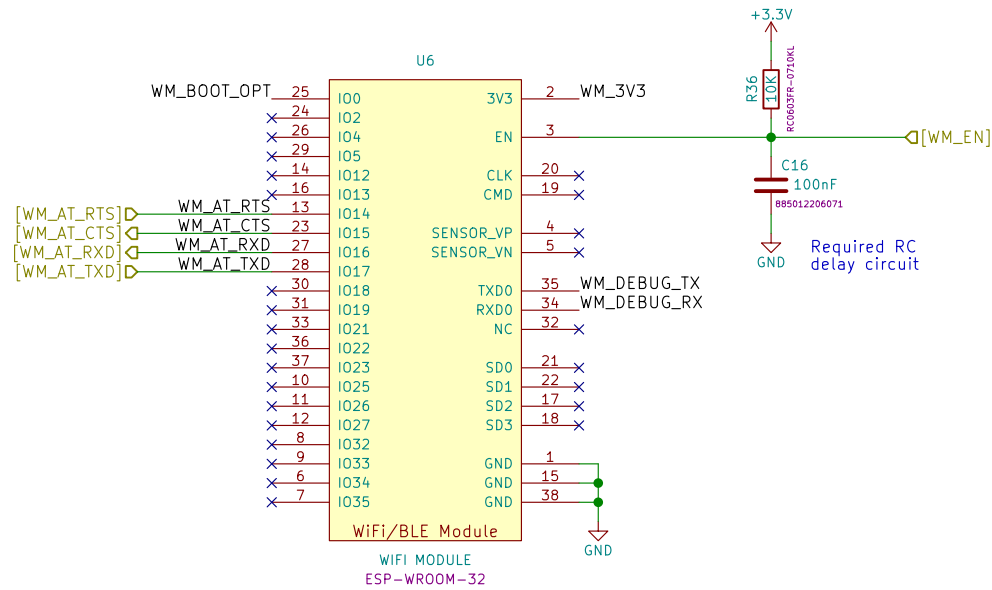 +3.3V
U6
R36
10K
RC0603FR-0710KL
WM_BOOT_OPT 25 IO0 3V3 2 WM_3V3
24 IO2
26 IO4 EN 3 [WM_EN]
29 IO5
14 IO12 CLK 20
16 IO13 CMD 19
C16
100nF
885012206071
[WM_AT_RTS] WM_AT_RTS 13 IO14
[WM_AT_CTS] WM_AT_CTS 23 IO15 SENSOR_VP 4
[WM_AT_RXD] WM_AT_RXD 27 IO16 SENSOR_VN 5
[WM_AT_TXD] WM_AT_TXD 28 IO17
GND
Required RC
delay circuit
30 IO18 TXD0 35 WM_DEBUG_TX
31 IO19 RXD0 34 WM_DEBUG_RX
33 IO21 NC 32
36 IO22
37 IO23 SD0 21
10 IO25 SD1 22
11 IO26 SD2 17
12 IO27 SD3 18
8 IO32
9 IO33 GND 1
6 IO34 GND 15
7 IO35 GND 38
WiFi/BLE Module
GND
WIFI MODULE
ESP-WROOM-32